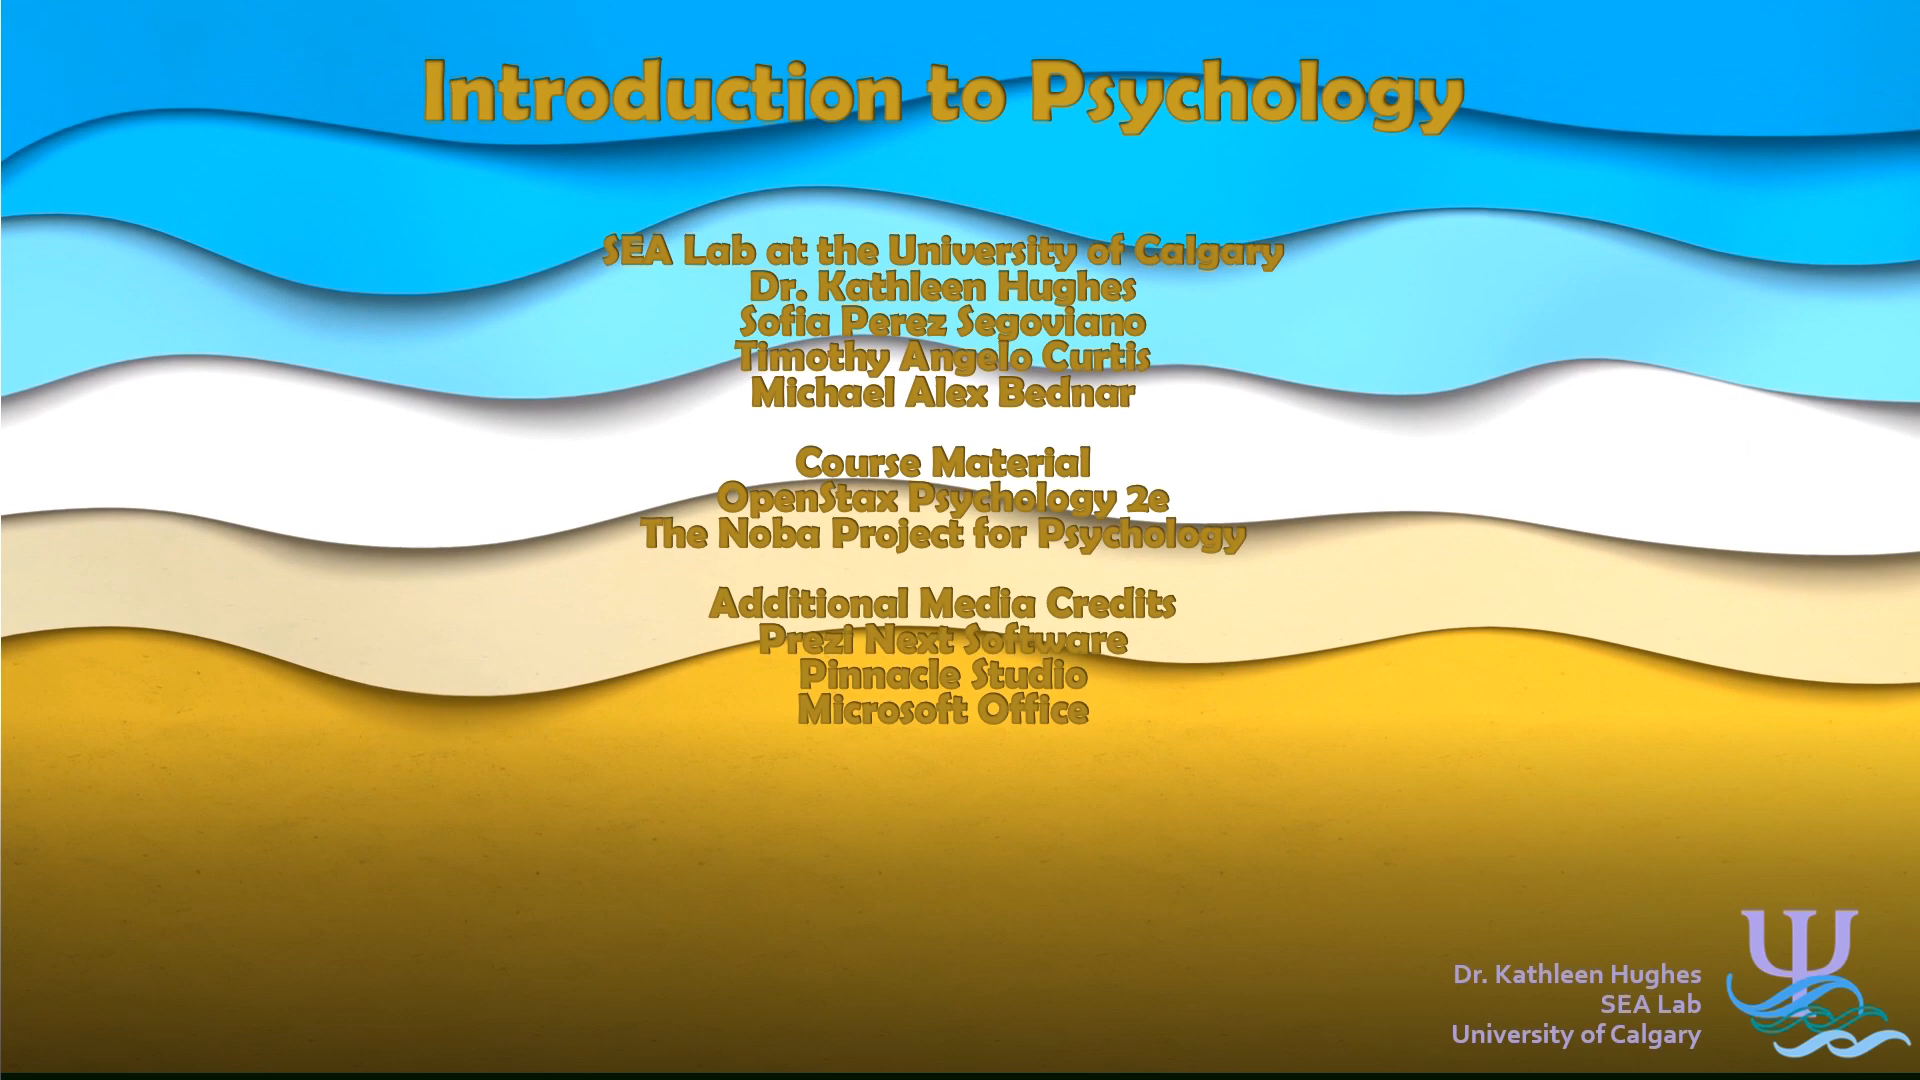 Introduction to Psychology
SEA Lab at the University of Calgary
Dr. Kathleen Hughes
Sofia Perez Segoviano
Timothy Angelo Curtis
Michael Alex Bednar
Course Material
OpenStax Psychology 2e
The Noba Project for Psychology
Additional Media Credits
Prezi Next Software
Pinnacle Studio
Microsoft Office
Dr. Kathleen Hughes
SEA Lab
University of Calgary